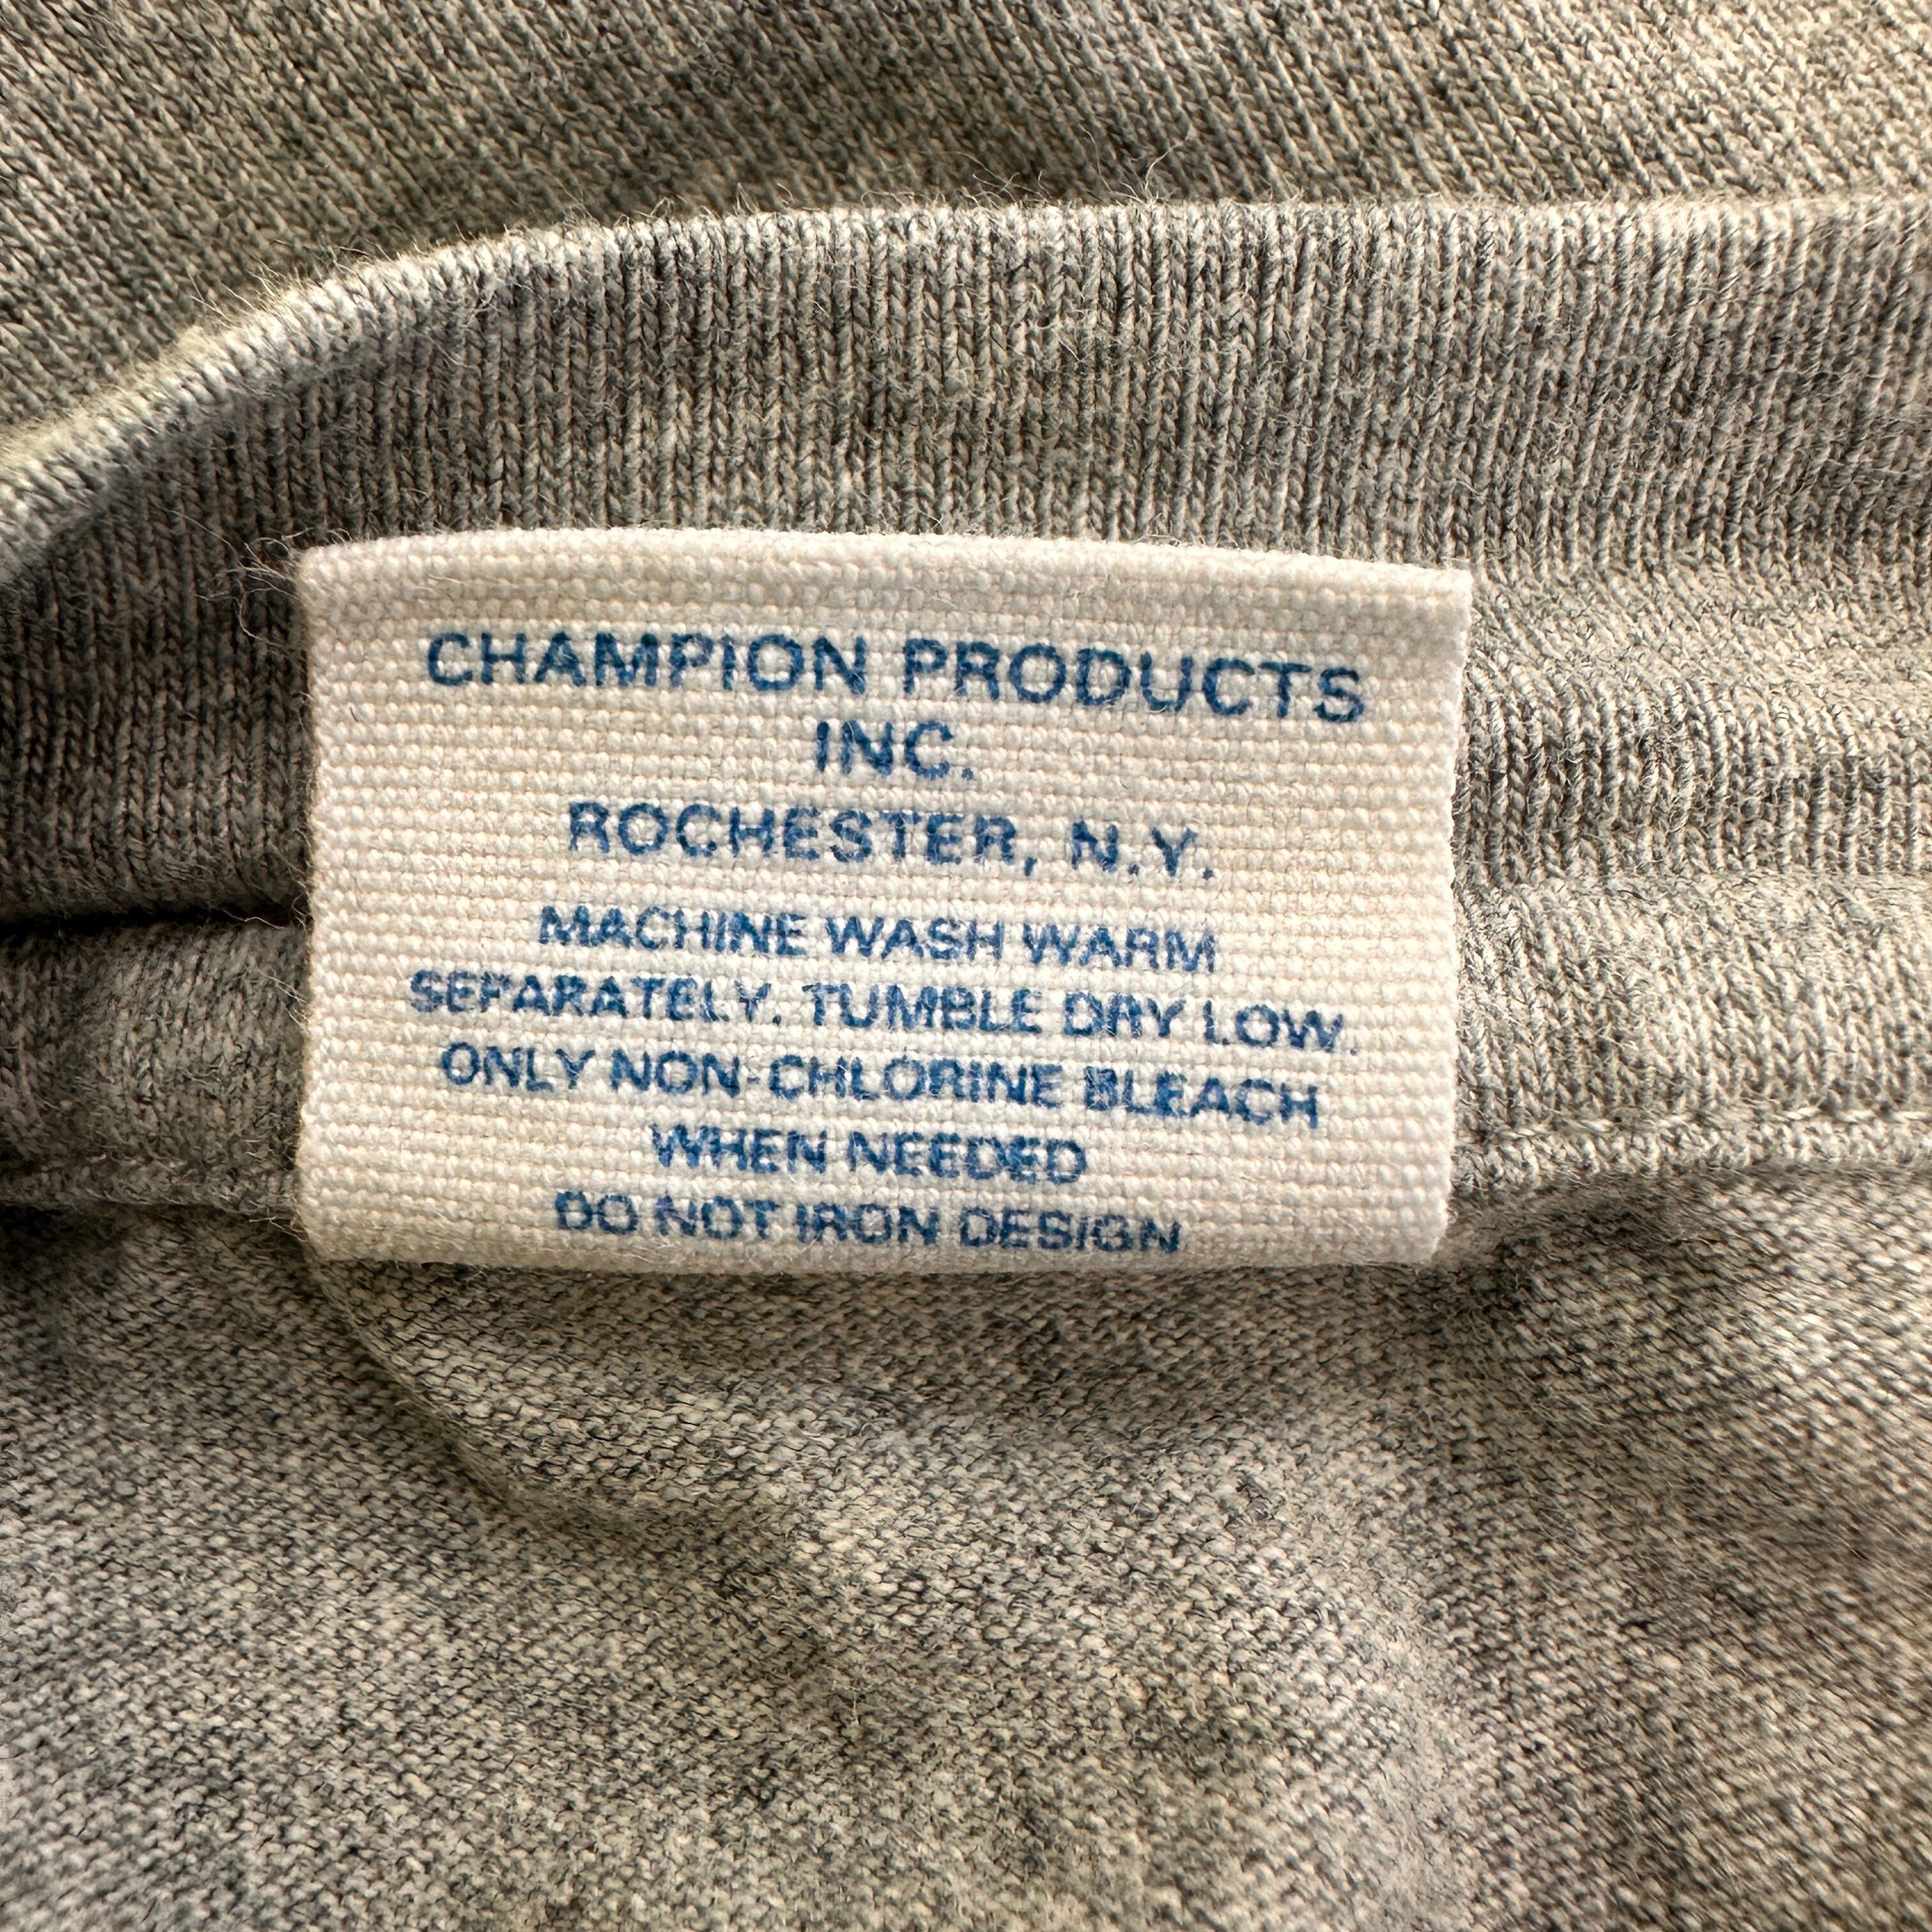 CHAMPION PRODUCTS
INC.
ROCHESTER, N.Y.
MACHINE WASH WARM
SEPARATELY. TUMBLE DRY LOW.
ONLY NON-CHLORINE BLEACH
WHEN NEEDED
DO NOT IRON DESIGN